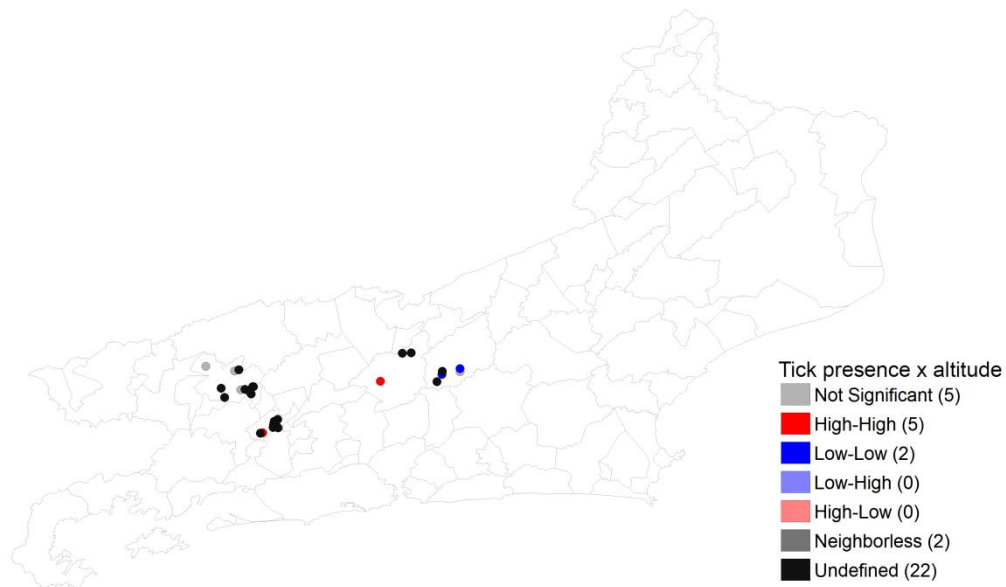 Tick presence x altitude
Not Significant (5)
High-High (5)
Low-Low (2)
Low-High (0)
High-Low (0)
Neighborless (2)
Undefined (22)